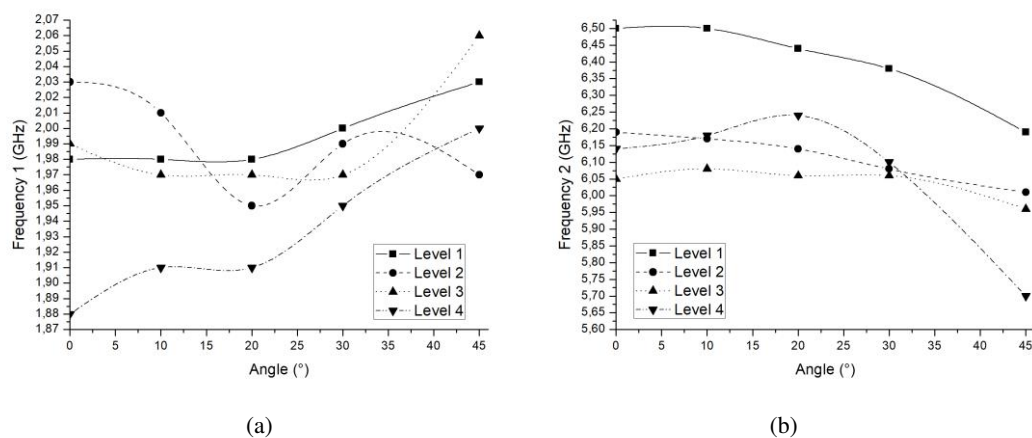 2,07
2,06
2,05
2,04
2,03
2,02
2,01
2,00
1,99
1,98
1,97
1,96
1,95
1,94
1,93
1,92
1,91
1,90
1,89
1,88
1,87
Frequency 1 (GHz)
0 5 10 15 20 25 30 35 40 45
Angle (°)
Level 1
Level 2
Level 3
Level 4
(a)
6,50
6,45
6,40
6,35
6,30
6,25
6,20
6,15
6,10
6,05
6,00
5,95
5,90
5,85
5,80
5,75
5,70
5,65
5,60
Frequency 2 (GHz)
0 5 10 15 20 25 30 35 40 45
Angle (°)
Level 1
Level 2
Level 3
Level 4
(b)